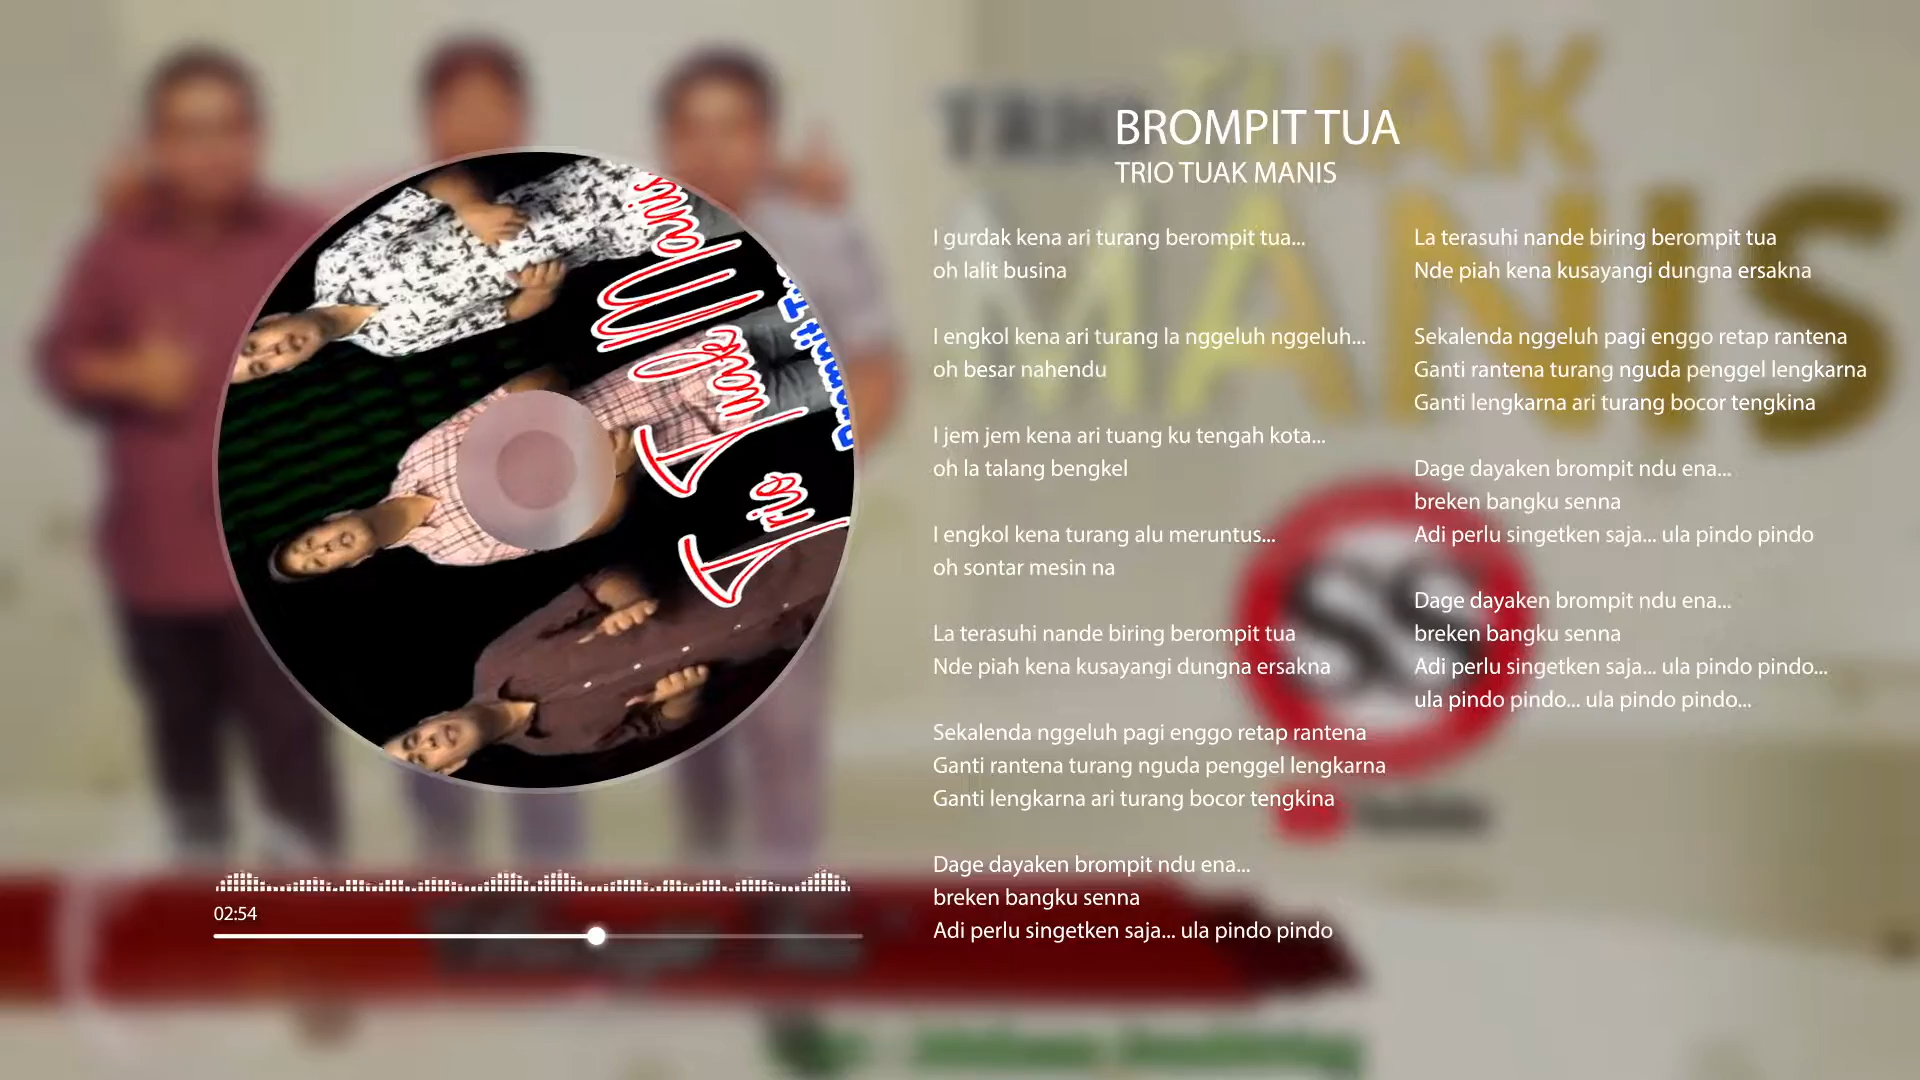 BROMPIT TUA
TRIO TUAK MANIS
I gurdak kena ari turang berompit tua...
oh lalit busina
I engkol kena ari turang la nggeluh nggeluh...
oh besar nahendu
I jem jem kena ari tuang ku tengah kota...
oh la talang bengkel
I engkol kena turang alu meruntus...
oh sontar mesin na
La terasuhi nande biring berompit tua
Nde piah kena kusayangi dungna ersakna
Sekalenda nggeluh pagi enggo retap rantena
Ganti rantena turang nguda penggel lengkarna
Ganti lengkarna ari turang bocor tengkina
Dage dayaken brompit ndu ena...
breken bangku senna
Adi perlu singetken saja... ula pindo pindo
La terasuhi nande biring berompit tua
Nde piah kena kusayangi dungna ersakna
Sekalenda nggeluh pagi enggo retap rantena
Ganti rantena turang nguda penggel lengkarna
Ganti lengkarna ari turang bocor tengkina
Dage dayaken brompit ndu ena...
breken bangku senna
Adi perlu singetken saja... ula pindo pindo
Dage dayaken brompit ndu ena...
breken bangku senna
Adi perlu singetken saja... ula pindo pindo...
ula pindo pindo... ula pindo pindo...
Trio Tuak Manis
02:54
TRIO TUAK
MANIS